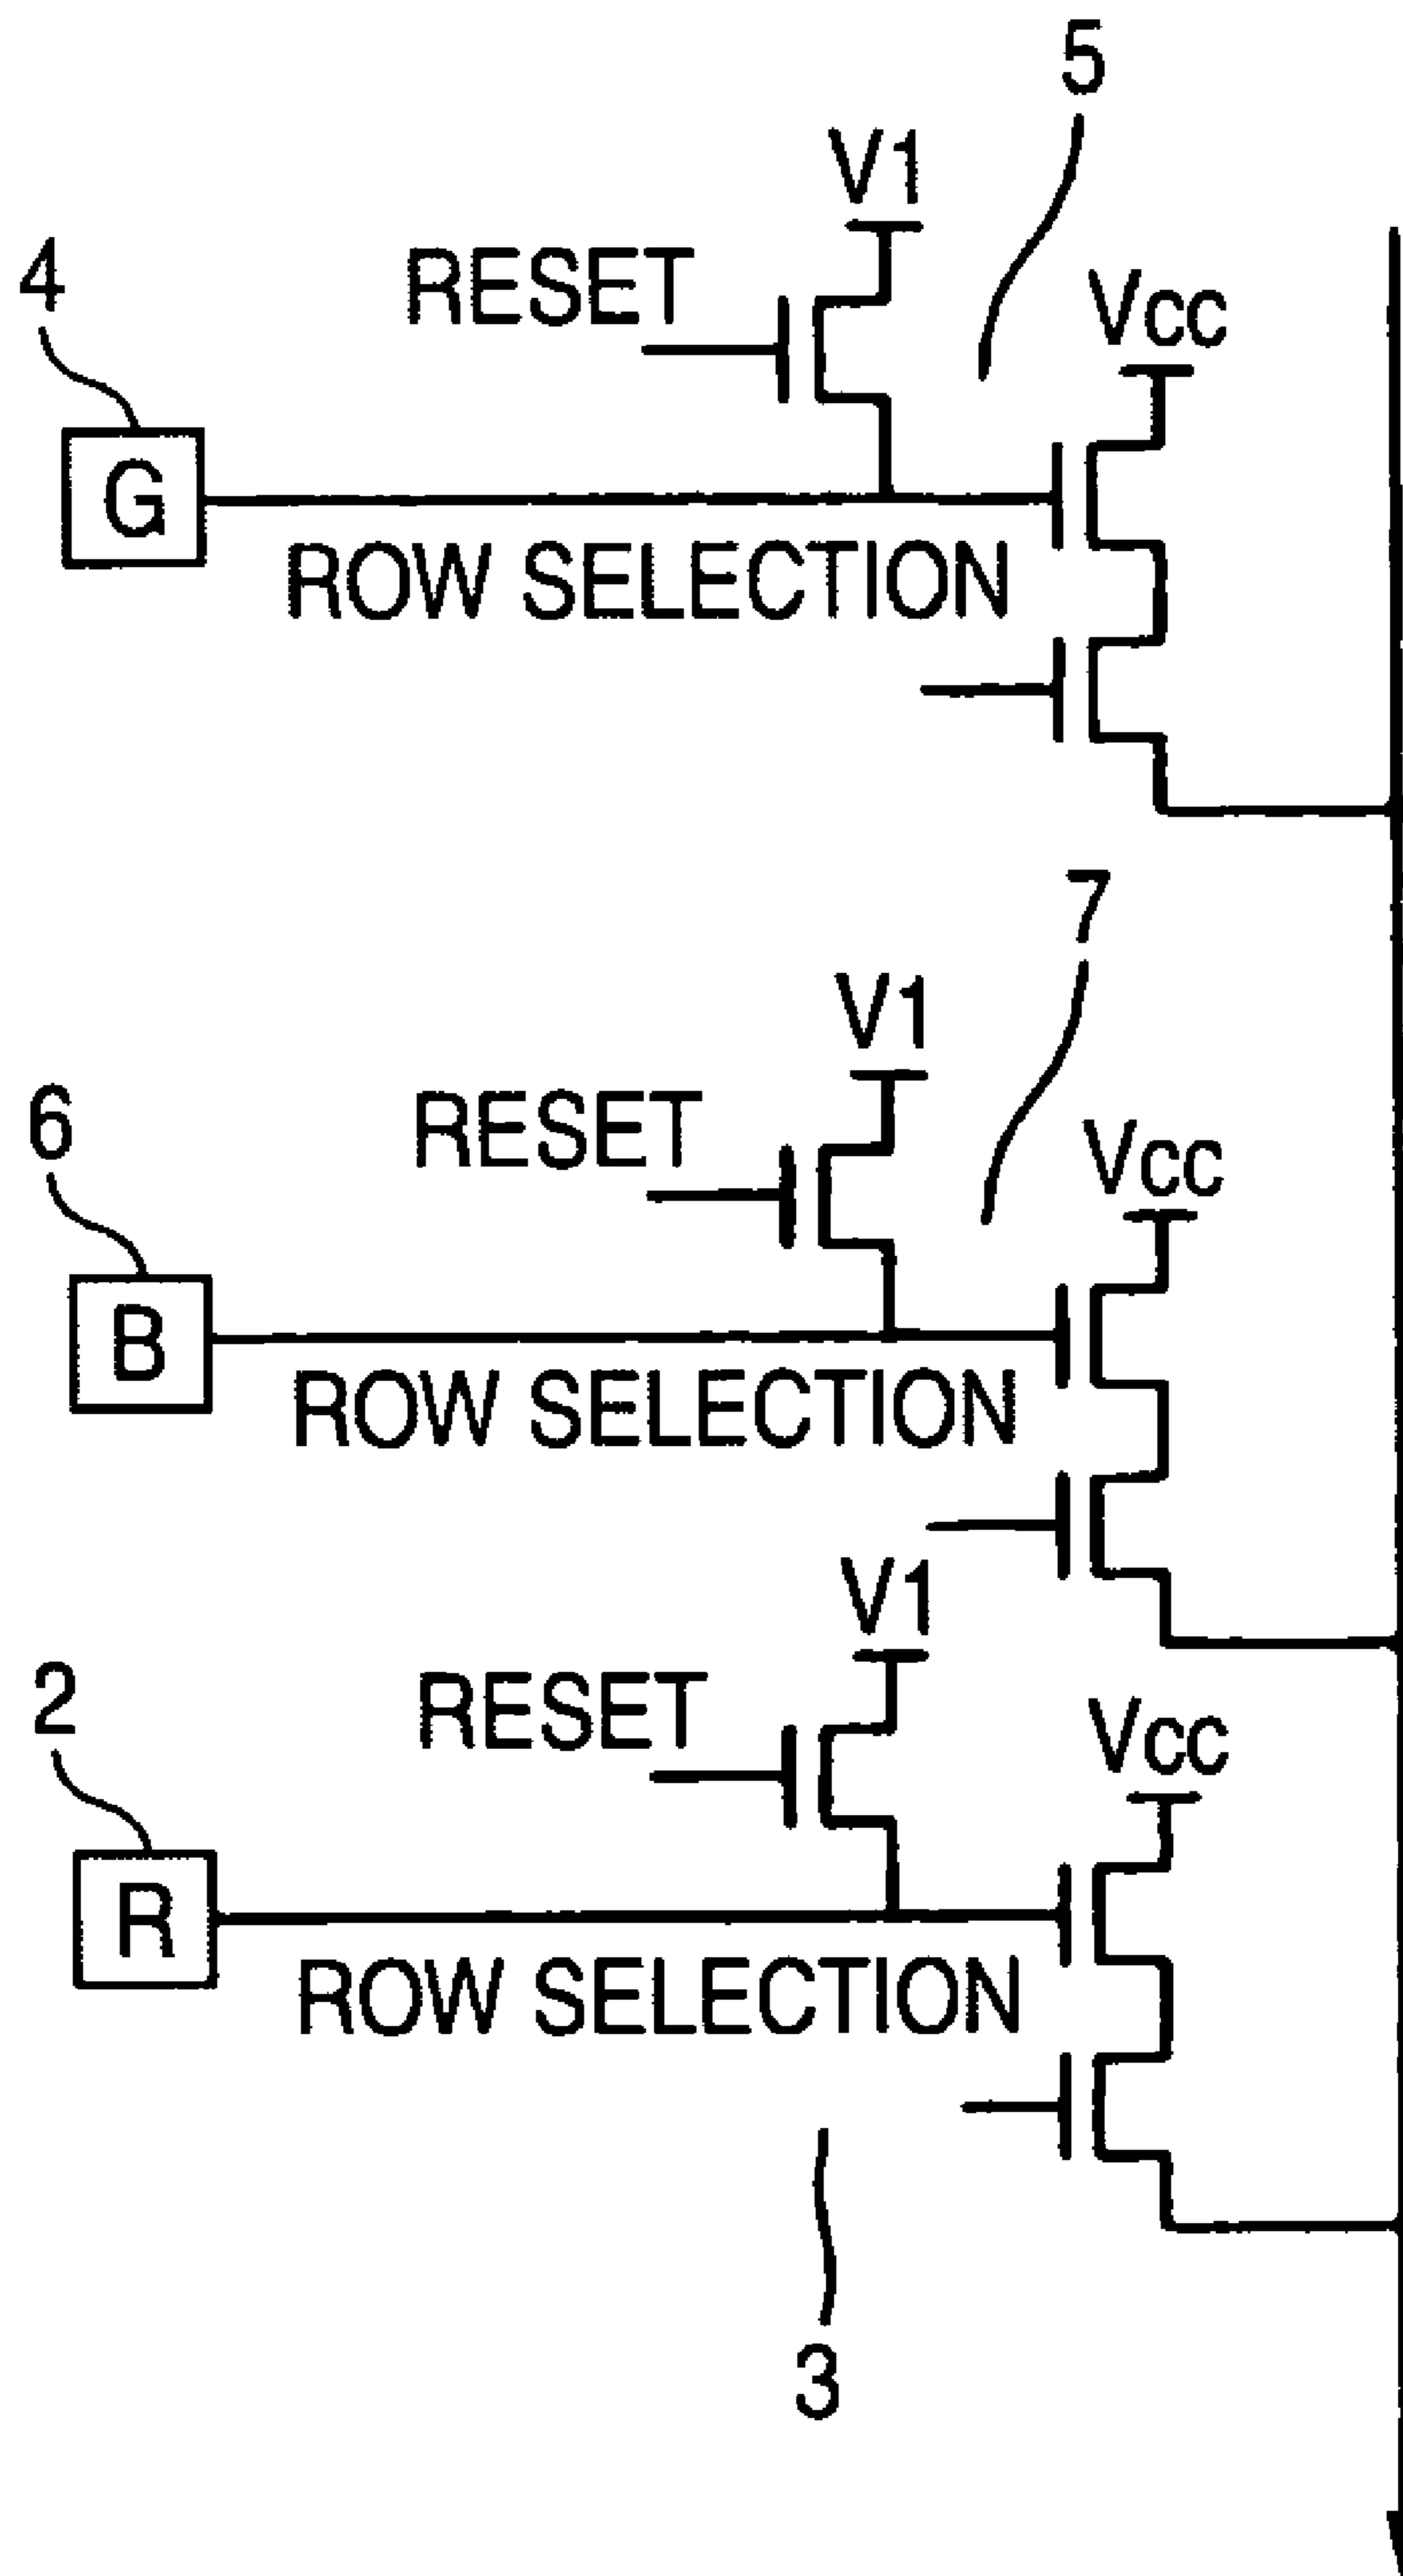 5
V1
4
RESET
Vcc
G
ROW SELECTION
7
V1
6
RESET
Vcc
B
ROW SELECTION
V1
2
RESET
Vcc
R
ROW SELECTION
3